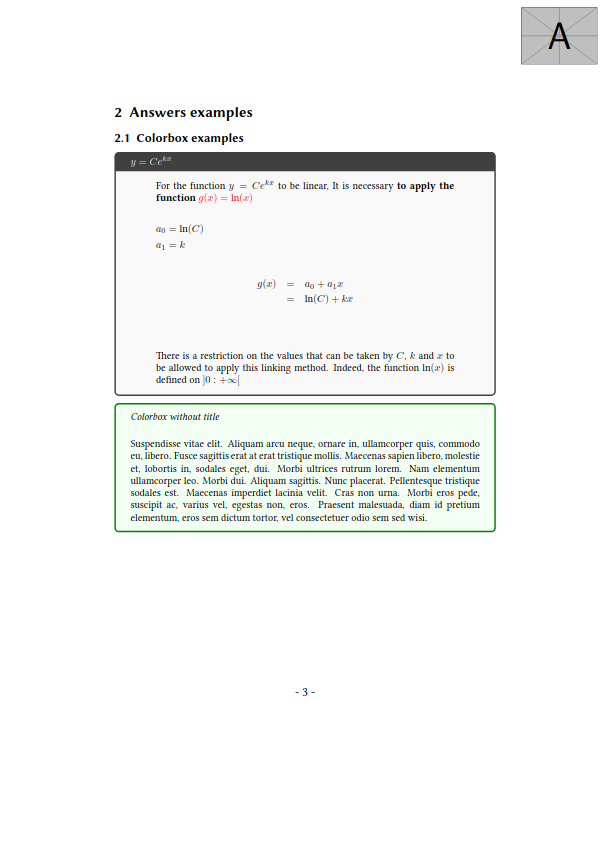 A
2 Answers examples
2.1 Colorbox examples
y = Ce^{kx}
For the function y = Ce^{kx} to be linear, It is necessary to apply the
function g(x) = ln(x)
a₀ = ln(C)
a₁ = k
g(x) = a₀ + a₁x
= ln(C) + kx
There is a restriction on the values that can be taken by C, k and x to
be allowed to apply this linking method. Indeed, the function ln(x) is
defined on ]0 : +∞[
Colorbox without title
Suspendisse vitae elit. Aliquam arcu neque, ornare in, ullamcorper quis, commodo
eu, libero. Fusce sagittis erat at erat tristique mollis. Maecenas sapien libero, molestie
et, lobortis in, sodales eget, dui. Morbi ultrices rutrum lorem. Nam elementum
ullamcorper leo. Morbi dui. Aliquam sagittis. Nunc placerat. Pellentesque tristique
sodales est. Maecenas imperdiet lacinia velit. Cras non urna. Morbi eros pede,
suscipit ac, varius vel, egestas non, eros. Praesent malesuada, diam id pretium
elementum, eros sem dictum tortor, vel consectetuer odio sem sed wisi.
- 3 -